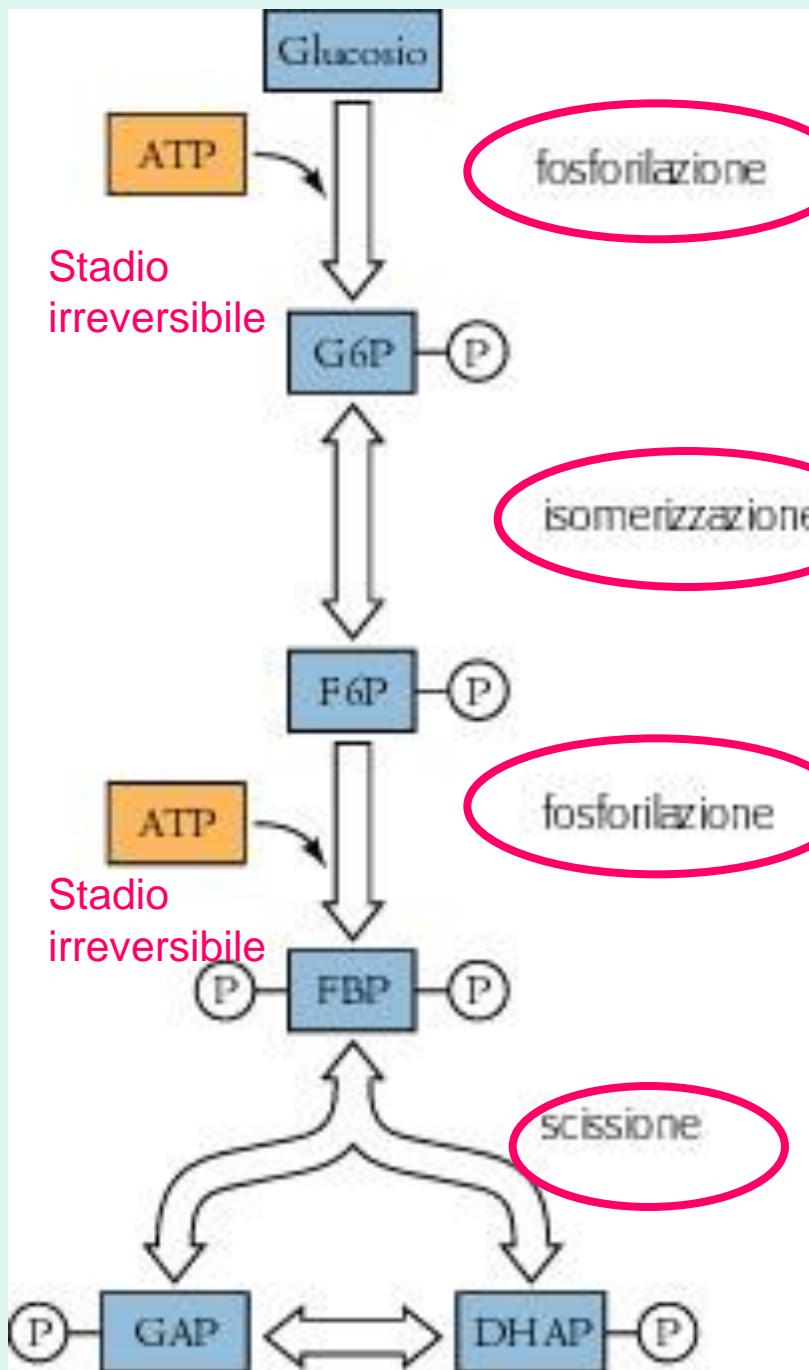 Glucosio
ATP
fosforilazione
Stadio
irreversibile
G6P
P
isomerizzazione
F6P
P
ATP
fosforilazione
Stadio
irreversibile
P
FBP
P
scissione
P
GAP
DHAP
P